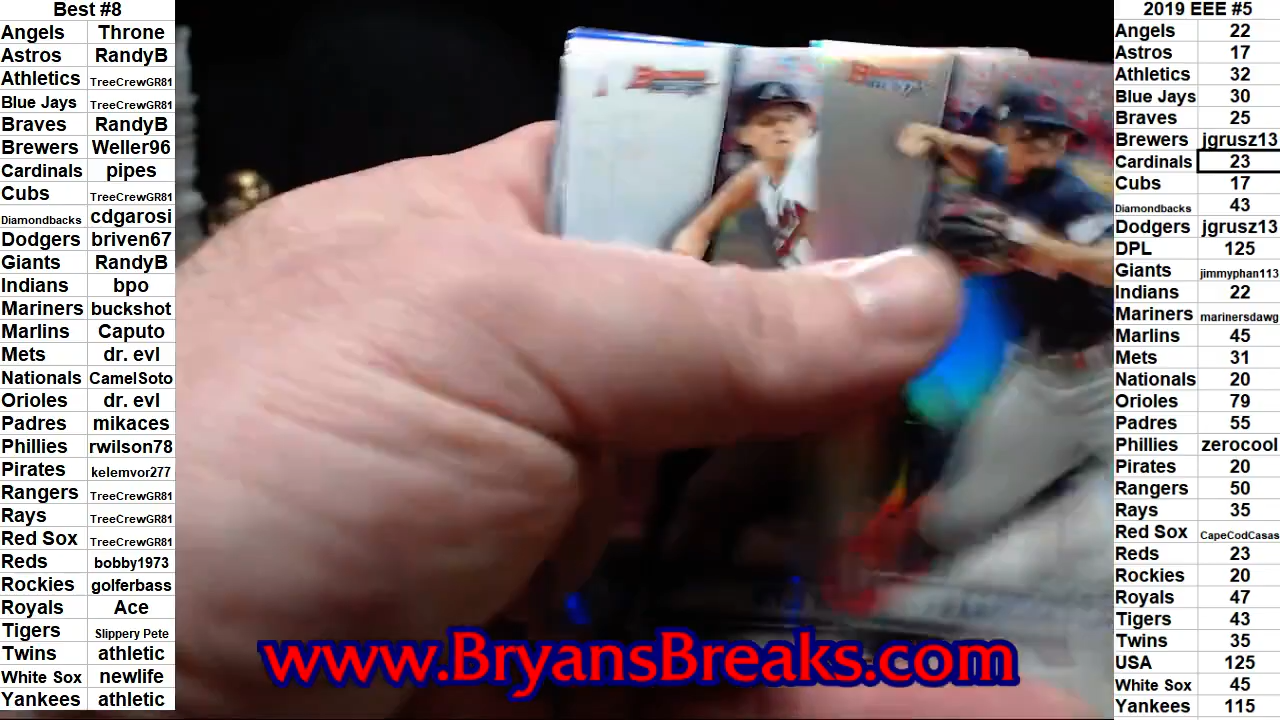 Best #8
Angels Throne
Astros RandyB
Athletics TreeCrewGR81
Blue Jays TreeCrewGR81
Braves RandyB
Brewers Weller96
Cardinals pipes
Cubs TreeCrewGR81
Diamondbacks cdgarosi
Dodgers briven67
Giants RandyB
Indians bpo
Mariners buckshot
Marlins Caputo
Mets dr. evl
Nationals CamelSoto
Orioles dr. evl
Padres mikaces
Phillies rwilson78
Pirates kelemvor277
Rangers TreeCrewGR81
Rays TreeCrewGR81
Red Sox TreeCrewGR81
Reds bobby1973
Rockies golferbass
Royals Ace
Tigers Slippery Pete
Twins athletic
White Sox newlife
Yankees athletic
www.BryansBreaks.com
2019 EEE #5
Angels 22
Astros 17
Athletics 32
Blue Jays 30
Braves 25
Brewers jgrusz13
Cardinals 23
Cubs 17
Diamondbacks 43
Dodgers jgrusz13
DPL 125
Giants jimmyphan113
Indians 22
Mariners marinersdawg
Marlins 45
Mets 31
Nationals 20
Orioles 79
Padres 55
Phillies zerocool
Pirates 20
Rangers 50
Rays 35
Red Sox CapeCodCasas
Reds 23
Rockies 20
Royals 47
Tigers 43
Twins 35
USA 125
White Sox 45
Yankees 115